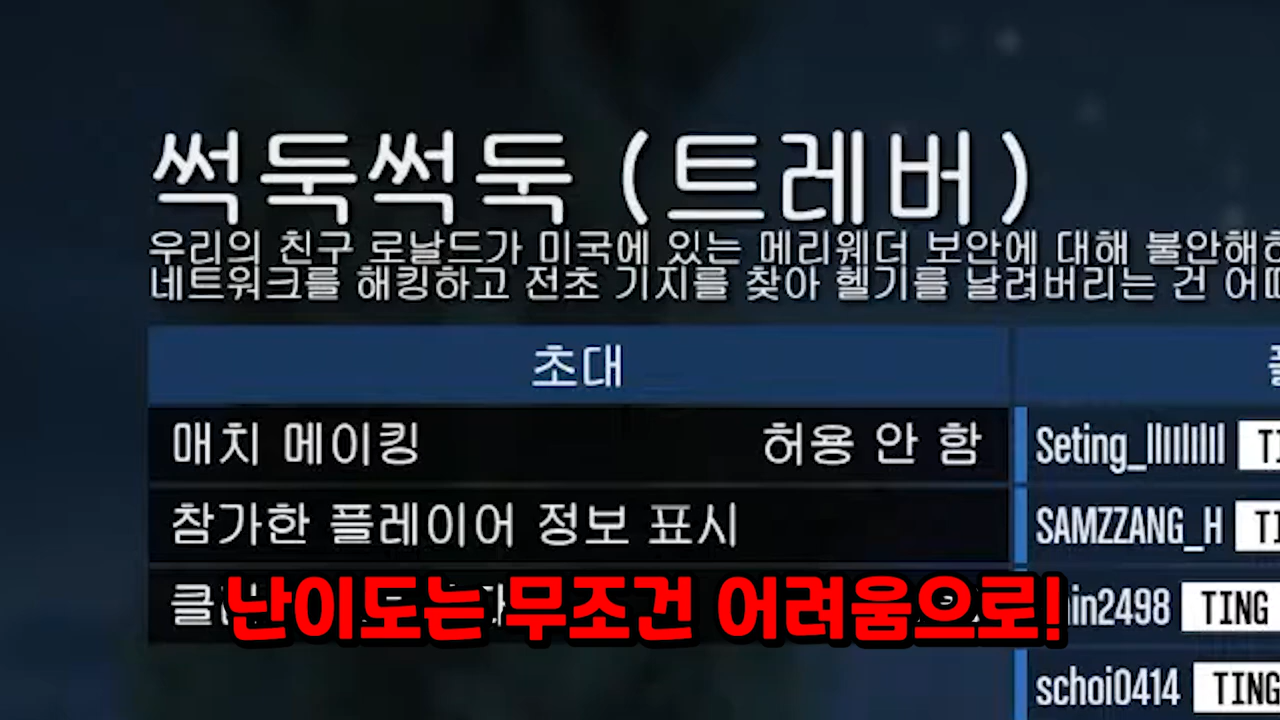 썩둑썩둑 (트레버)
우리의 친구 로날드가 미국에 있는 메리웨더 보안에 대해 불안해하
네트워크를 해킹하고 전초 기지를 찾아 헬기를 날려버리는 건 어떠
초대
매치 메이킹 허용 안 함
Seting_
참가한 플레이어 정보 표시
SAMZZANG_H
난이도는 무조건 어려움으로!
in2498 TING
schoi0414 TING